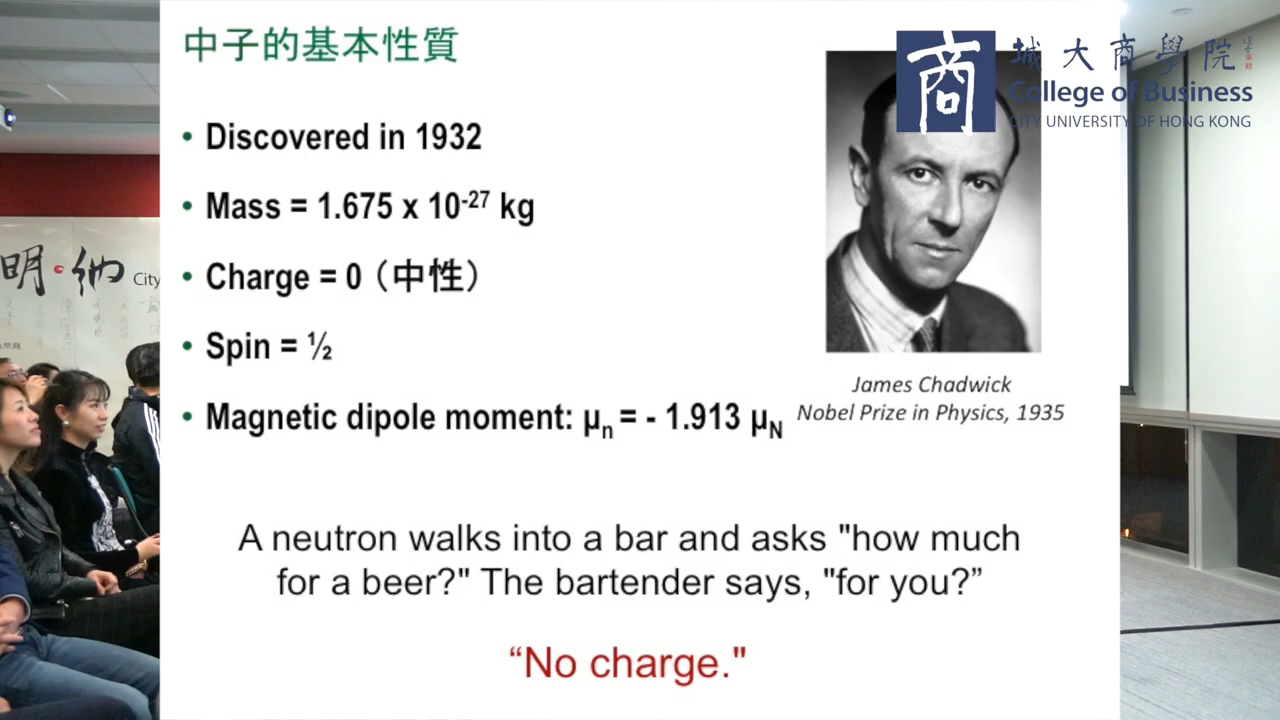 中子的基本性質
• Discovered in 1932
• Mass = 1.675 x 10⁻²⁷ kg
• Charge = 0（中性）
• Spin = ½
• Magnetic dipole moment: μn = - 1.913 μN
James Chadwick
Nobel Prize in Physics, 1935
A neutron walks into a bar and asks "how much
for a beer?" The bartender says, "for you?”
“No charge."
商
城大商學院
College of Business
CITY UNIVERSITY OF HONG KONG
明·納
City